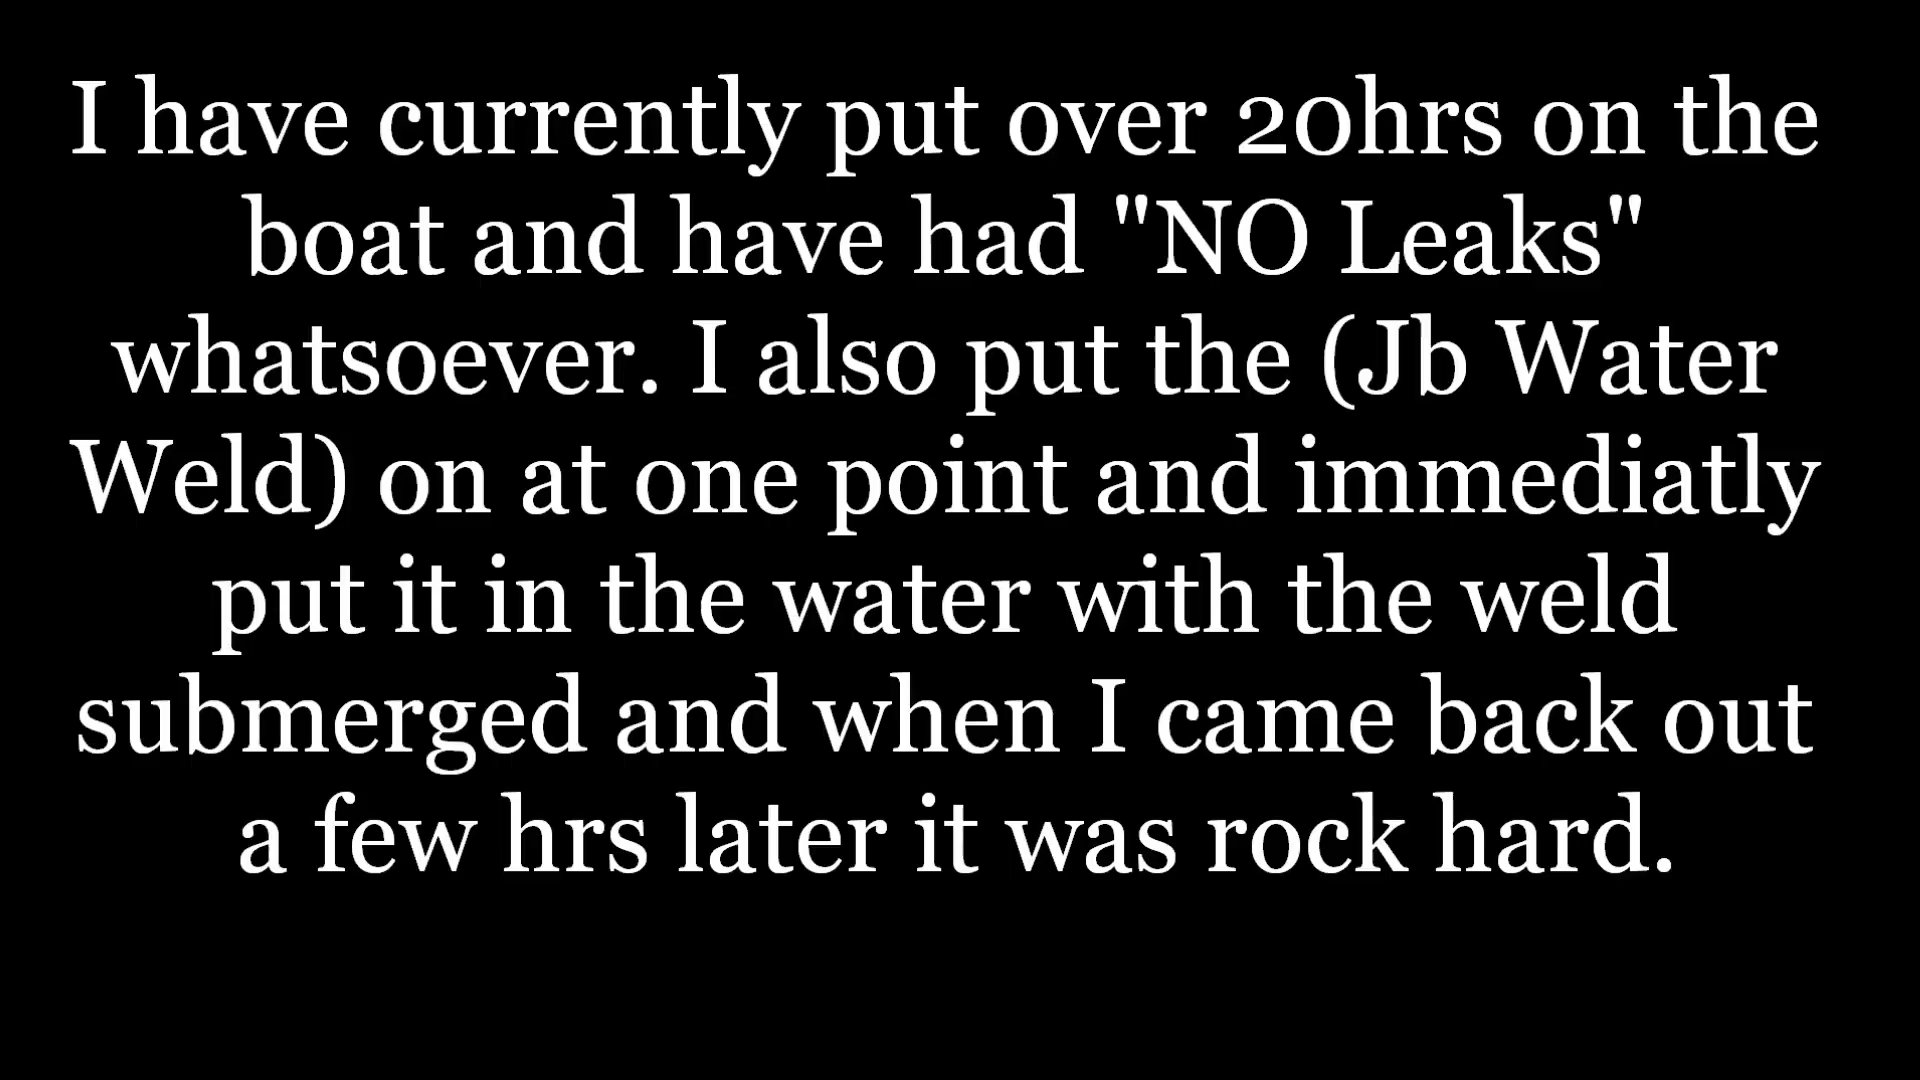 I have currently put over 20hrs on the
boat and have had "NO Leaks"
whatsoever. I also put the (Jb Water
Weld) on at one point and immediatly
put it in the water with the weld
submerged and when I came back out
a few hrs later it was rock hard.